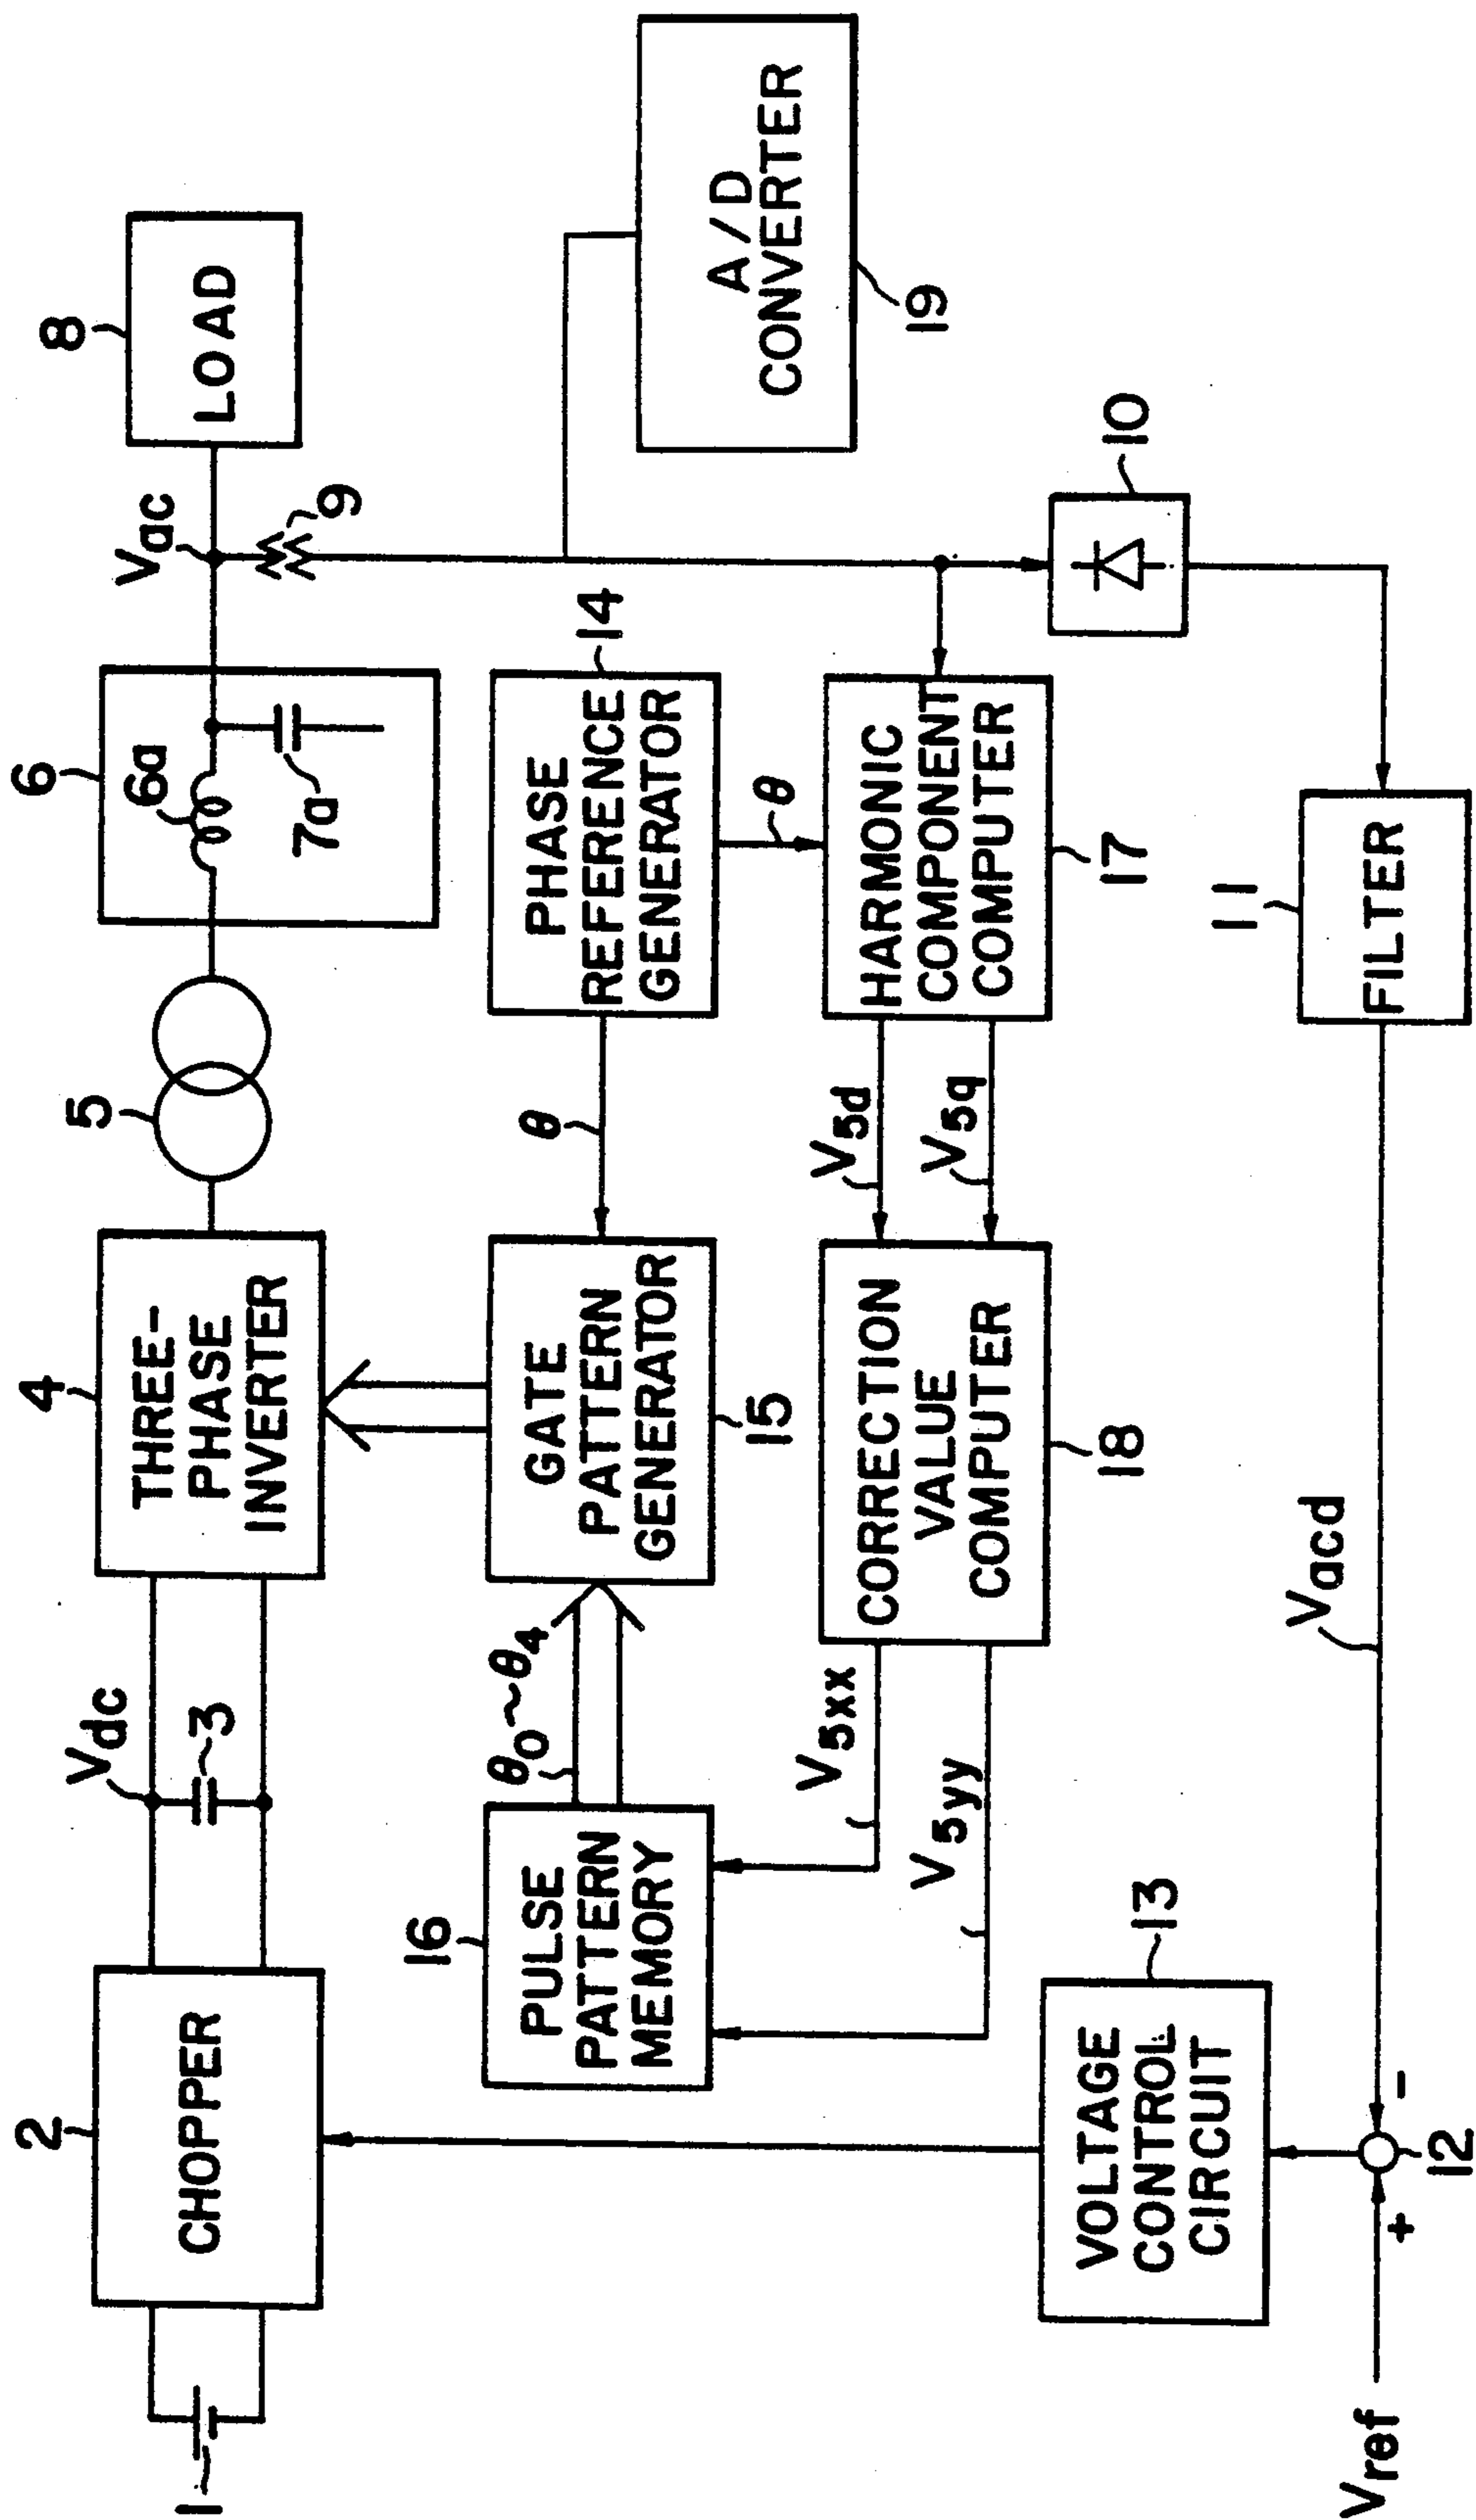 1
2
CHOPPER
Vdc
3
4
THREE-
PHASE
INVERTER
5
6
6a
7a
Vac
9
8
LOAD
16
PULSE
PATTERN
MEMORY
θ0~θ4
GATE
PATTERN
GENERATOR
15
θ
14
PHASE
REFERENCE
GENERATOR
θ
A/D
CONVERTER
19
V5xx
V5yy
CORRECTION
VALUE
COMPUTER
18
V5d
V5q
HARMONIC
COMPONENT
COMPUTER
17
10
VOLTAGE
CONTROL
CIRCUIT
13
Vref
+
-
12
Vacd
11
FILTER